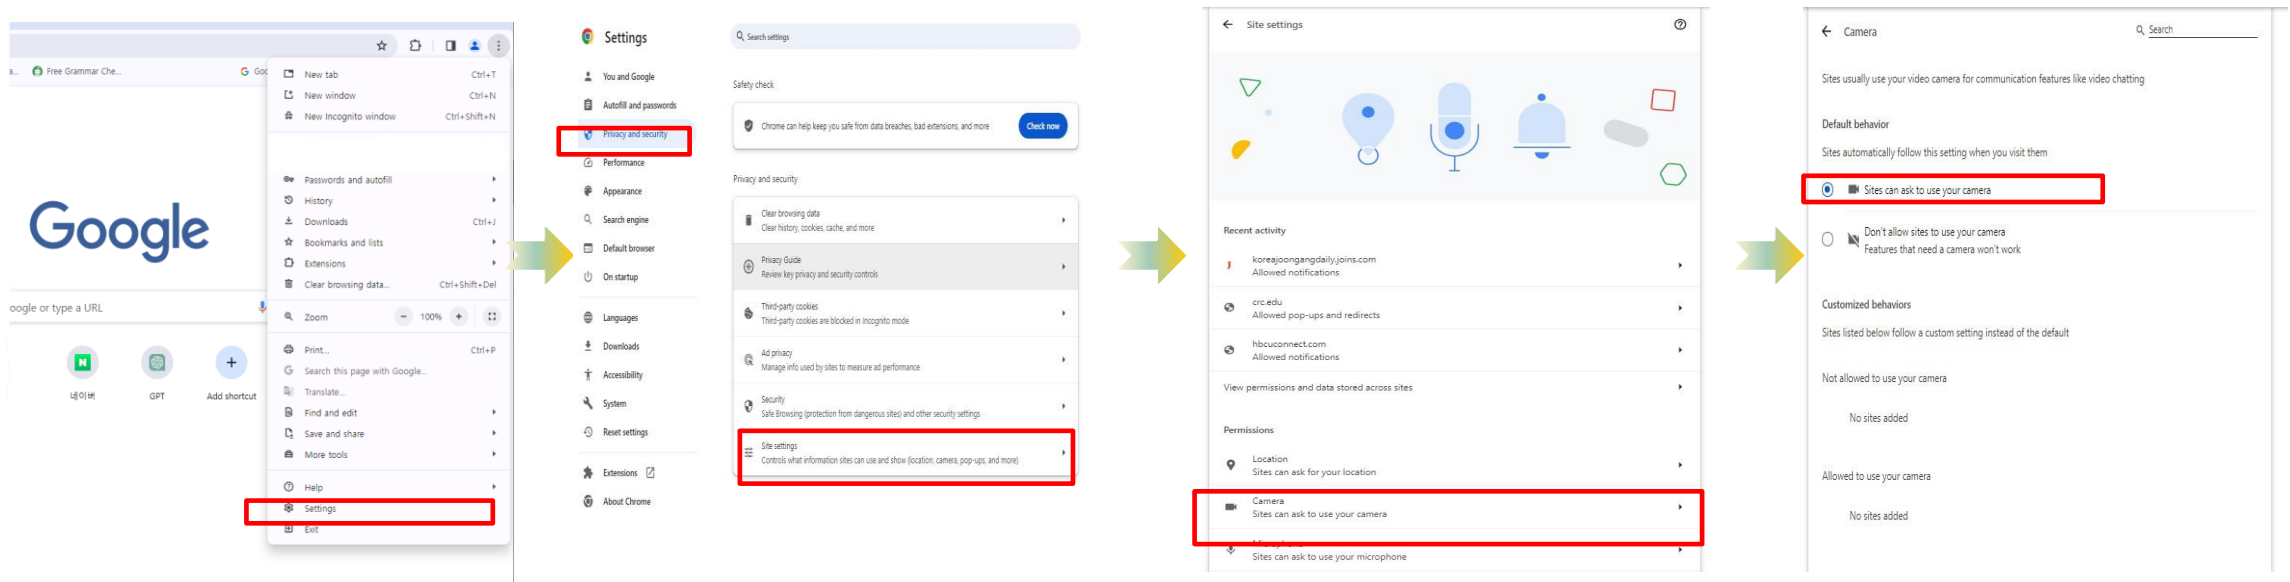 Free Grammar Che...
G Goo
New tab Ctrl+T
New window Ctrl+N
New Incognito window Ctrl+Shift+N
Passwords and autofill
History
Downloads Ctrl+J
Bookmarks and lists
Extensions
Clear browsing data... Ctrl+Shift+Del
Zoom − 100% +
Print... Ctrl+P
Search this page with Google...
Translate...
Find and edit
Save and share
More tools
Help
Settings
Exit
Google
oogle or type a URL
N
네이버
GPT
Add shortcut
Settings
Search settings
You and Google
Autofill and passwords
Privacy and security
Performance
Appearance
Search engine
Default browser
On startup
Languages
Downloads
Accessibility
System
Reset settings
Extensions
About Chrome
Safety check
Chrome can help keep you safe from data breaches, bad extensions, and more
Check now
Privacy and security
Clear browsing data
Clear history, cookies, cache, and more
Privacy Guide
Review key privacy and security controls
Third-party cookies
Third-party cookies are blocked in Incognito mode
Ad privacy
Manage info used by sites to measure ad performance
Security
Safe Browsing (protection from dangerous sites) and other security settings
Site settings
Controls what information sites can use and show (location, camera, pop-ups, and more)
Site settings
Recent activity
koreajoongangdaily.joins.com
Allowed notifications
crc.edu
Allowed pop-ups and redirects
hbcuconnect.com
Allowed notifications
View permissions and data stored across sites
Permissions
Location
Sites can ask for your location
Camera
Sites can ask to use your camera
Sites can ask to use your microphone
Camera
Search
Sites usually use your video camera for communication features like video chatting
Default behavior
Sites automatically follow this setting when you visit them
Sites can ask to use your camera
Don't allow sites to use your camera
Features that need a camera won't work
Customized behaviors
Sites listed below follow a custom setting instead of the default
Not allowed to use your camera
No sites added
Allowed to use your camera
No sites added